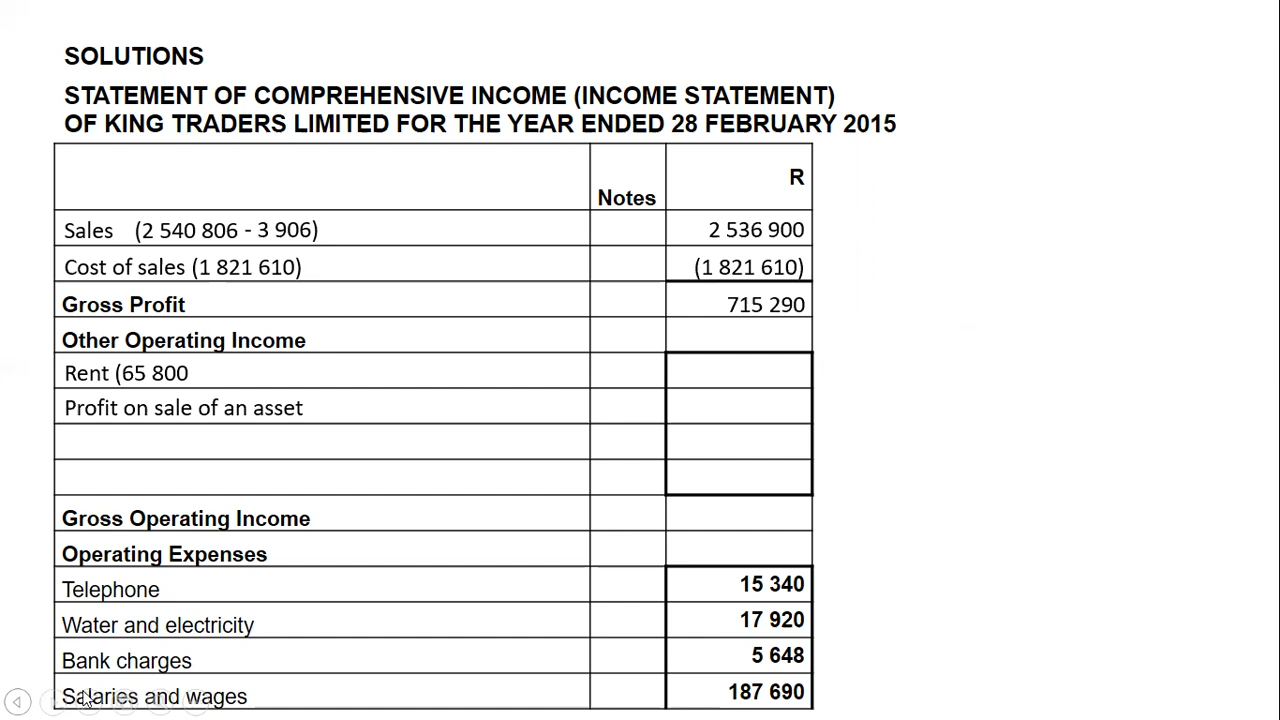 SOLUTIONS
STATEMENT OF COMPREHENSIVE INCOME (INCOME STATEMENT)
OF KING TRADERS LIMITED FOR THE YEAR ENDED 28 FEBRUARY 2015
Notes R
Sales (2 540 806 - 3 906) 2 536 900
Cost of sales (1 821 610) (1 821 610)
Gross Profit 715 290
Other Operating Income
Rent (65 800
Profit on sale of an asset
Gross Operating Income
Operating Expenses
Telephone 15 340
Water and electricity 17 920
Bank charges 5 648
Salaries and wages 187 690